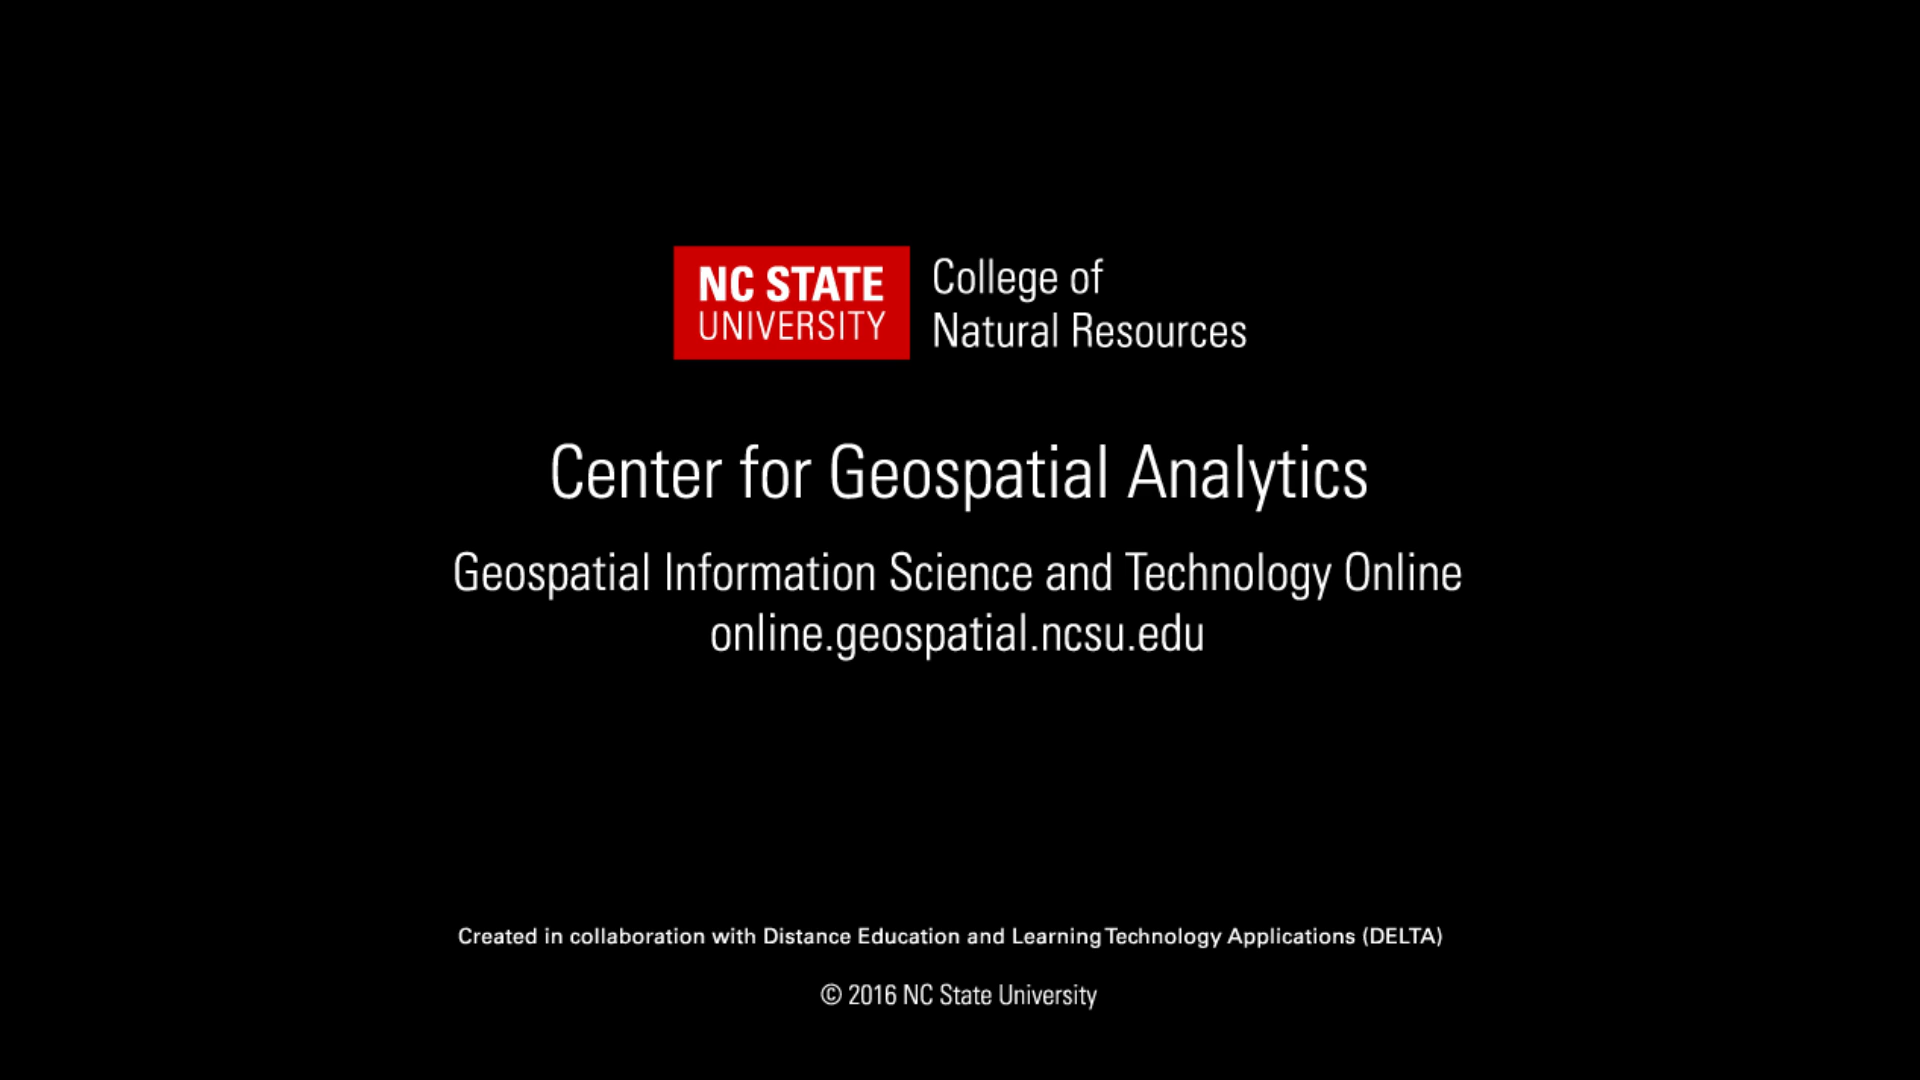 NC STATE
UNIVERSITY
College of
Natural Resources
Center for Geospatial Analytics
Geospatial Information Science and Technology Online
online.geospatial.ncsu.edu
Created in collaboration with Distance Education and Learning Technology Applications (DELTA)
© 2016 NC State University